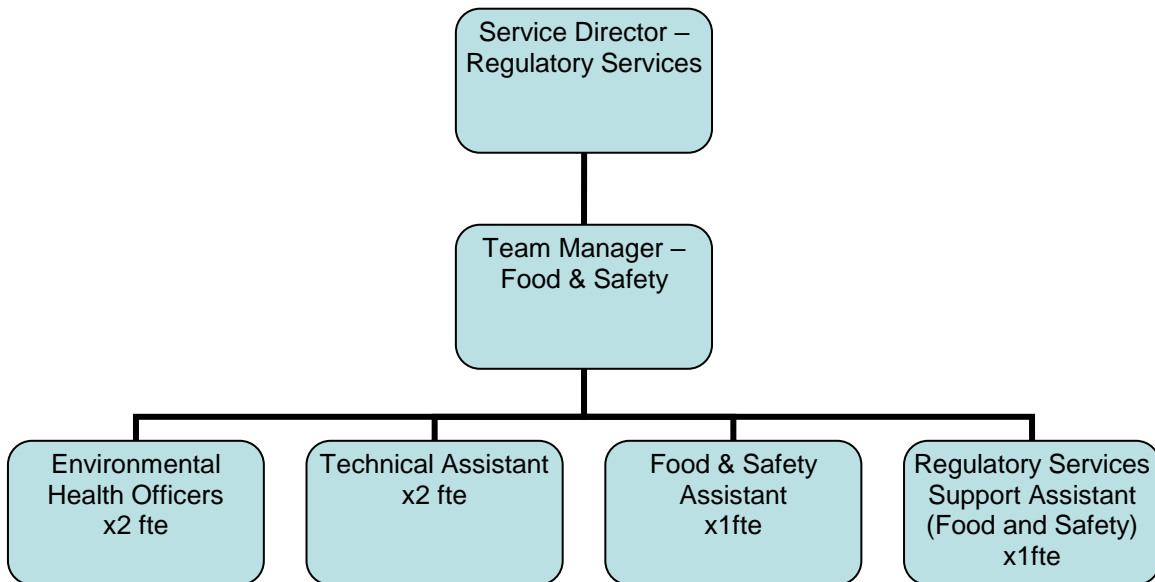 Service Director –
Regulatory Services
Team Manager –
Food & Safety
Environmental
Health Officers
x2 fte
Technical Assistant
x2 fte
Food & Safety
Assistant
x1fte
Regulatory Services
Support Assistant
(Food and Safety)
x1fte